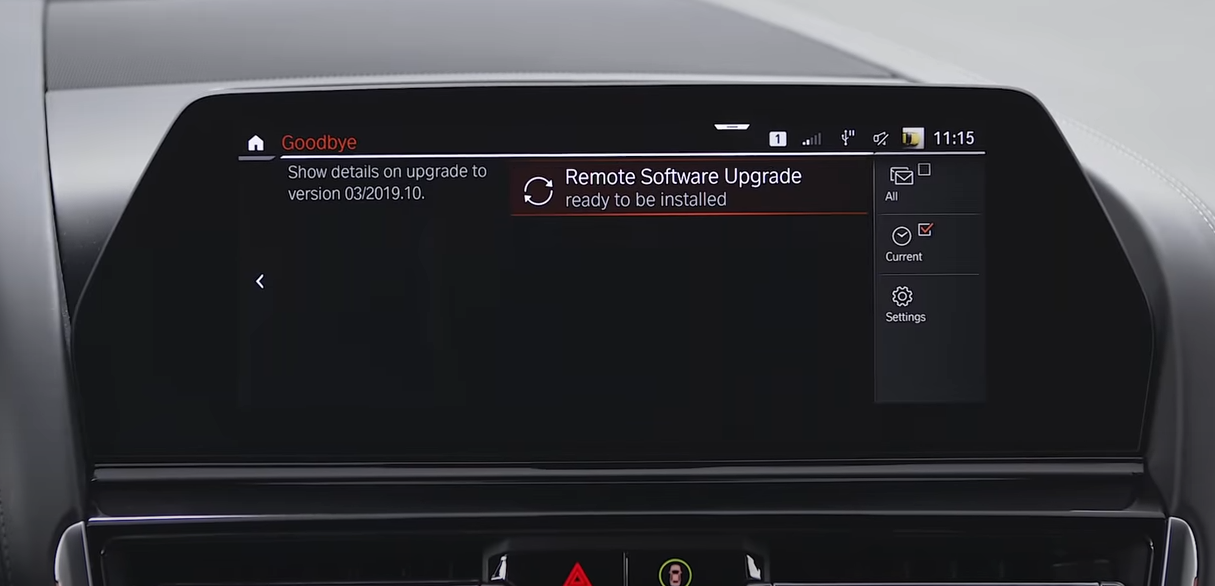 Goodbye
1
11:15
Show details on upgrade to
version 03/2019.10.
Remote Software Upgrade
ready to be installed
All
Current
Settings